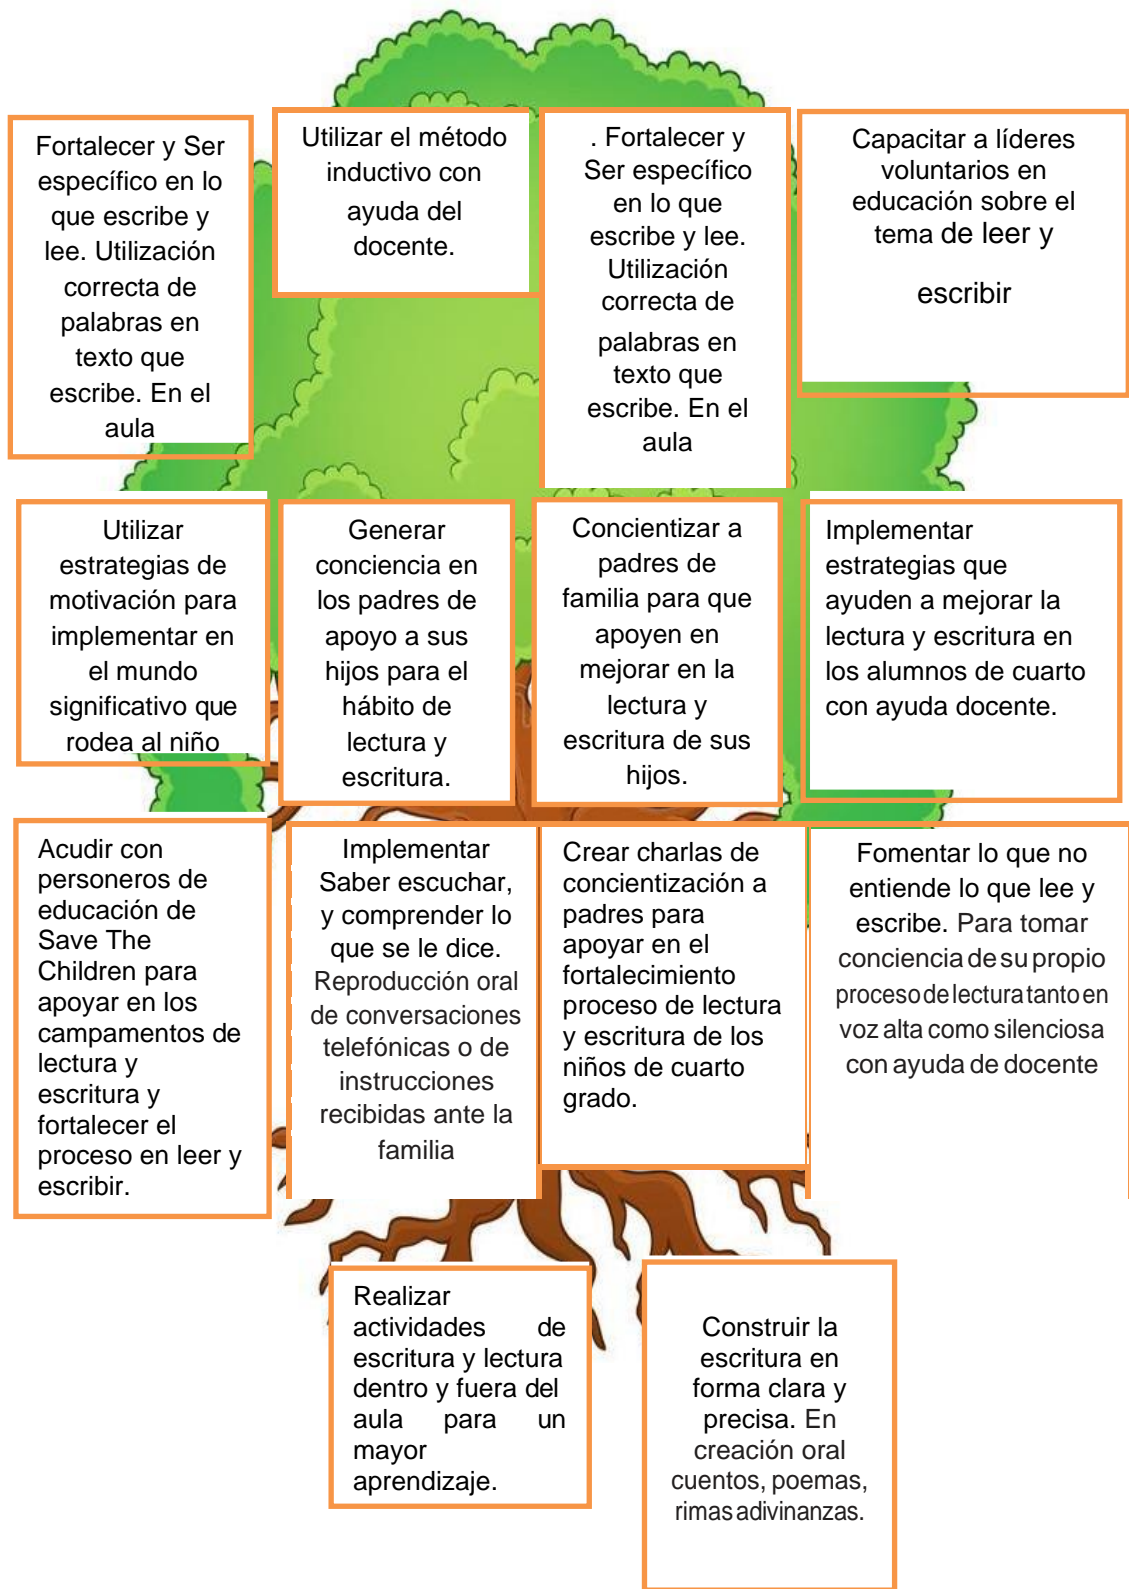 Fortalecer y Ser
específico en lo
que escribe y
lee. Utilización
correcta de
palabras en
texto que
escribe. En el
aula
Utilizar el método
inductivo con
ayuda del
docente.
. Fortalecer y
Ser específico
en lo que
escribe y lee.
Utilización
correcta de
palabras en
texto que
escribe. En el
aula
Capacitar a líderes
voluntarios en
educación sobre el
tema de leer y
escribir
Utilizar
estrategias de
motivación para
implementar en
el mundo
significativo que
rodea al niño
Generar
conciencia en
los padres de
apoyo a sus
hijos para el
hábito de
lectura y
escritura.
Concientizar a
padres de
familia para que
apoyen en
mejorar en la
lectura y
escritura de sus
hijos.
Implementar
estrategias que
ayuden a mejorar la
lectura y escritura en
los alumnos de cuarto
con ayuda docente.
Acudir con
personeros de
educación de
Save The
Children para
apoyar en los
campamentos de
lectura y
escritura y
fortalecer el
proceso en leer y
escribir.
Implementar
Saber escuchar,
y comprender lo
que se le dice.
Reproducción oral
de conversaciones
telefónicas o de
instrucciones
recibidas ante la
familia
Crear charlas de
concientización a
padres para
apoyar en el
fortalecimiento
proceso de lectura
y escritura de los
niños de cuarto
grado.
Fomentar lo que no
entiende lo que lee y
escribe. Para tomar
conciencia de su propio
proceso de lectura tanto en
voz alta como silenciosa
con ayuda de docente
Realizar
actividades de
escritura y lectura
dentro y fuera del
aula para un
mayor
aprendizaje.
Construir la
escritura en
forma clara y
precisa. En
creación oral
cuentos, poemas,
rimas adivinanzas.